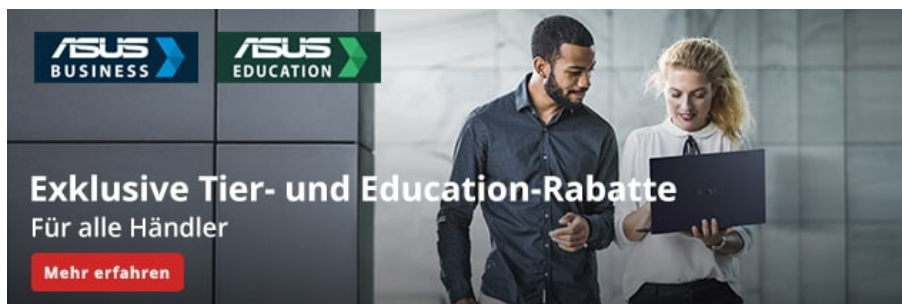 ASUS
BUSINESS
ASUS
EDUCATION
Exklusive Tier- und Education-Rabatte
Für alle Händler
Mehr erfahren